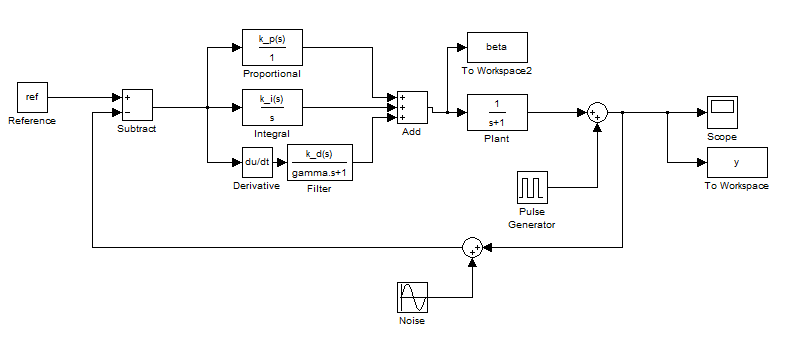 k_p(s)
1
Proportional
beta
To Workspace2
ref
Reference
+
−
Subtract
k_i(s)
s
Integral
+
+
+
Add
1
s+1
Plant
+
+
Scope
du/dt
Derivative
k_d(s)
gamma.s+1
Filter
y
To Workspace
Pulse
Generator
+
+
Noise